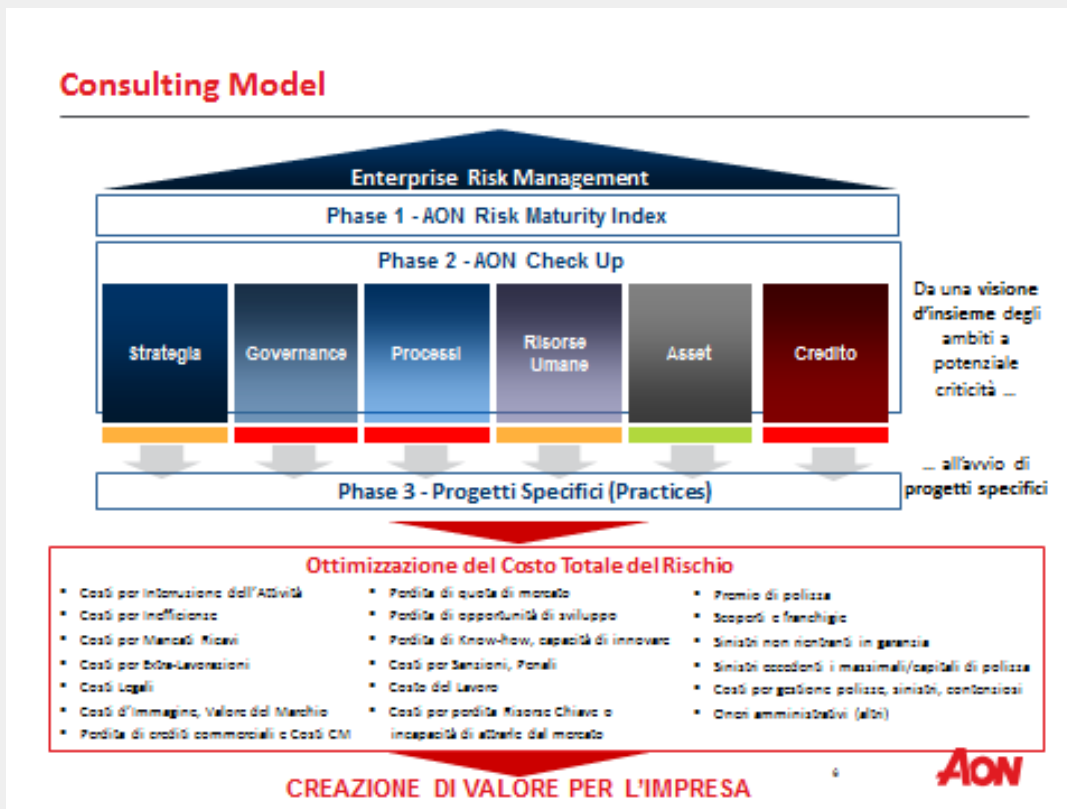 Consulting Model
Enterprise Risk Management
Phase 1 - AON Risk Maturity Index
Phase 2 - AON Check Up
Strategia
Governance
Processi
Risorse
Umane
Asset
Credito
Da una visione
d'insieme degli
ambiti a
potenziale
criticità ...
... all'avvio di
progetti specifici
Phase 3 - Progetti Specifici (Practices)
Ottimizzazione del Costo Totale del Rischio
▪ Costi per Interruzione dell'Attività
▪ Costi per Inefficienze
▪ Costi per Mancati Ricavi
▪ Costi per Extra-Lavorazioni
▪ Costi Legali
▪ Costi d'Immagine, Valore del Marchio
▪ Perdita di crediti commerciali e Costi CM
▪ Perdita di quota di mercato
▪ Perdita di opportunità di sviluppo
▪ Perdita di Know-how, capacità di innovare
▪ Costi per Sanzioni, Penali
▪ Costo del Lavoro
▪ Costi per perdita Risorse Chiave o
incapacità di attrarle dal mercato
▪ Premio di polizza
▪ Scoperti e franchigie
▪ Sinistri non rientranti in garanzia
▪ Sinistri eccedenti i massimali/capitali di polizza
▪ Costi per gestione polizze, sinistri, contenziosi
▪ Oneri amministrativi (altri)
CREAZIONE DI VALORE PER L'IMPRESA
AON